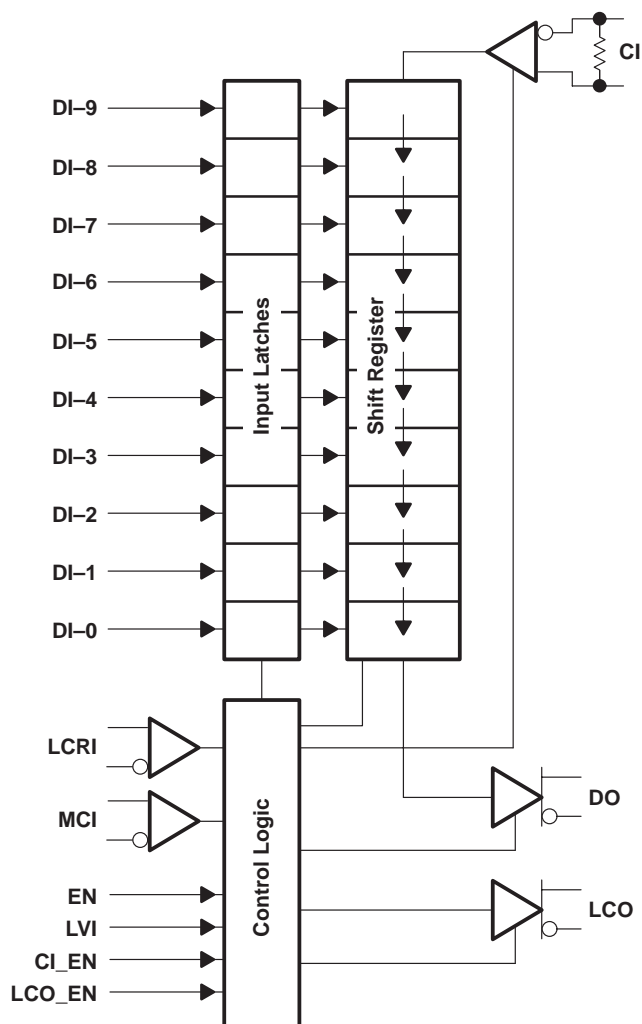 CI
DI–9
DI–8
DI–7
DI–6
DI–5
DI–4
DI–3
DI–2
DI–1
DI–0
Input Latches
Shift Register
LCRI
MCI
EN
LVI
CI_EN
LCO_EN
Control Logic
DO
LCO